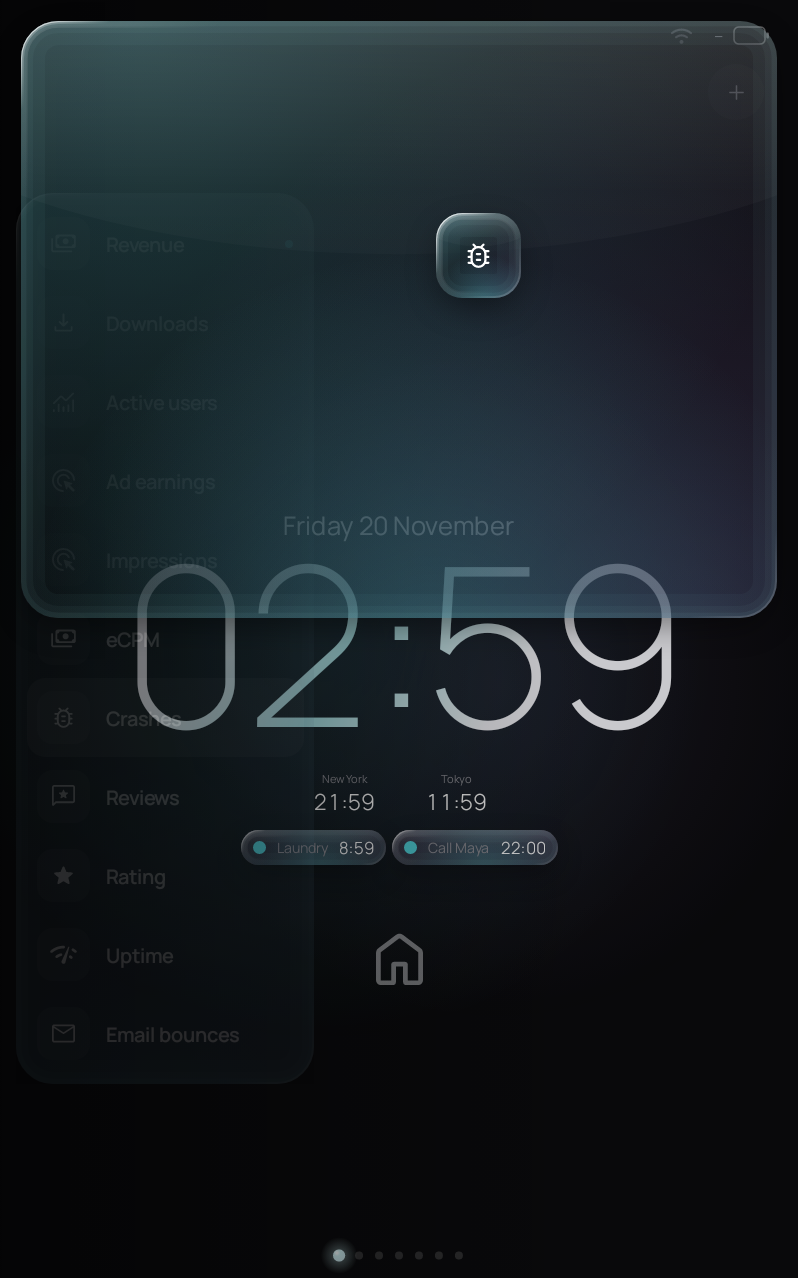 Revenue
Downloads
Active users
Ad earnings
Friday 20 November
Impressions
02:59
eCPM
Crashes
New York
Tokyo
21:59
11:59
Reviews
Laundry 8:59
Call Maya 22:00
Rating
Uptime
Email bounces